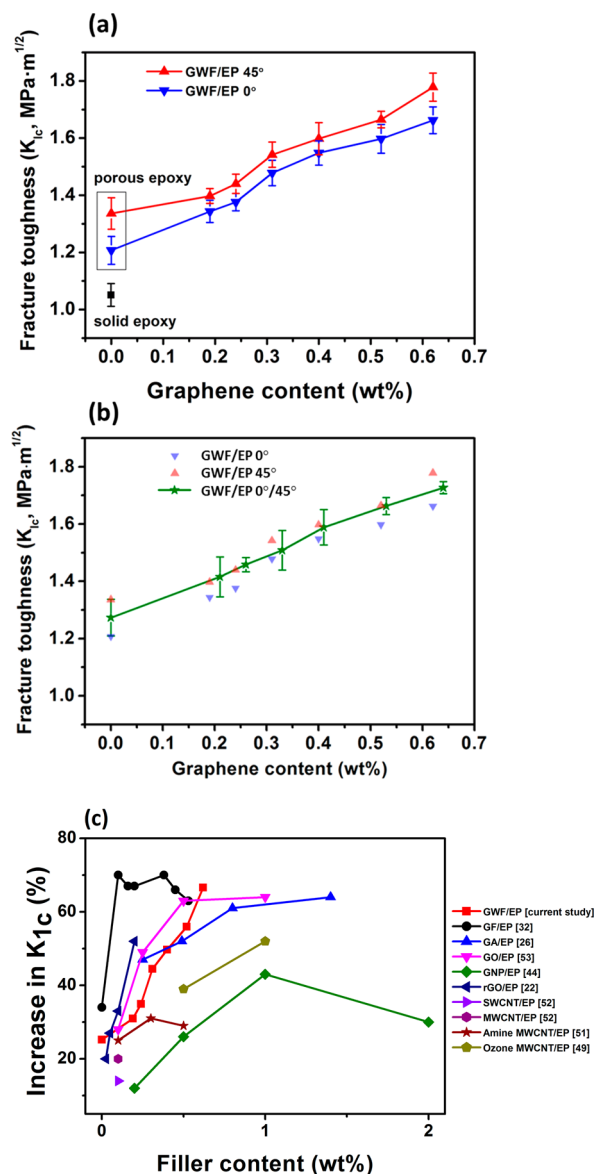 (a)
GWF/EP 45°
GWF/EP 0°
porous epoxy
solid epoxy
Fracture toughness (K_Ic, MPa·m^1/2)
1.8
1.6
1.4
1.2
1.0
0.0 0.1 0.2 0.3 0.4 0.5 0.6 0.7
Graphene content (wt%)
(b)
GWF/EP 0°
GWF/EP 45°
GWF/EP 0°/45°
Fracture toughness (K_Ic, MPa·m^1/2)
1.8
1.6
1.4
1.2
1.0
0.0 0.1 0.2 0.3 0.4 0.5 0.6 0.7
Graphene content (wt%)
(c)
Increase in K1c (%)
80
60
40
20
0
0 1 2
Filler content (wt%)
GWF/EP [current study]
GF/EP [32]
GA/EP [26]
GO/EP [53]
GNP/EP [44]
rGO/EP [22]
SWCNT/EP [52]
MWCNT/EP [52]
Amine MWCNT/EP [51]
Ozone MWCNT/EP [49]